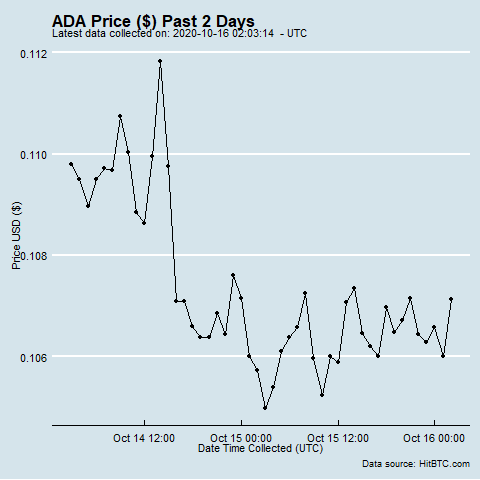 ADA Price ($) Past 2 Days
Latest data collected on: 2020-10-16 02:03:14 - UTC
0.112
0.110
0.108
0.106
Price USD ($)
Oct 14 12:00 Oct 15 00:00 Oct 15 12:00 Oct 16 00:00
Date Time Collected (UTC)
Data source: HitBTC.com